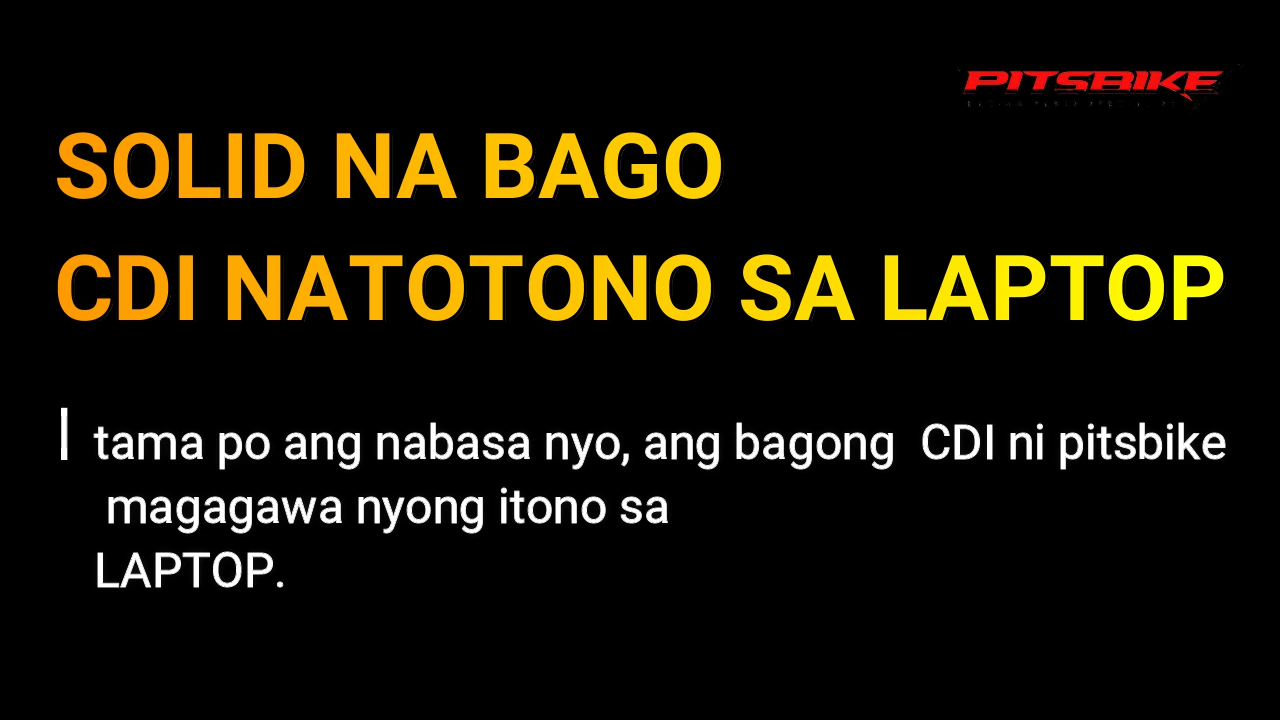 PITSBIKE
SOLID NA BAGO
CDI NATOTONO SA LAPTOP
tama po ang nabasa nyo, ang bagong CDI ni pitsbike
magagawa nyong itono sa
LAPTOP.